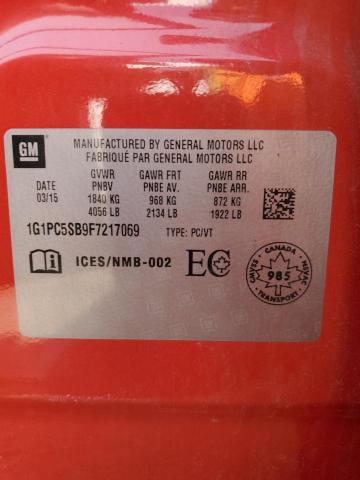 GM
MANUFACTURED BY GENERAL MOTORS LLC
FABRIQUÉ PAR GENERAL MOTORS LLC
GVWR GAWR FRT GAWR RR
DATE PNBV PNBE AV. PNBE ARR.
03/15 1840 KG 968 KG 872 KG
4056 LB 2134 LB 1922 LB
1G1PC5SB9F7217069 TYPE: PC/VT
ICES/NMB-002 EC
CANADA
CMVSS 985 NSVAC
TRANSPORT